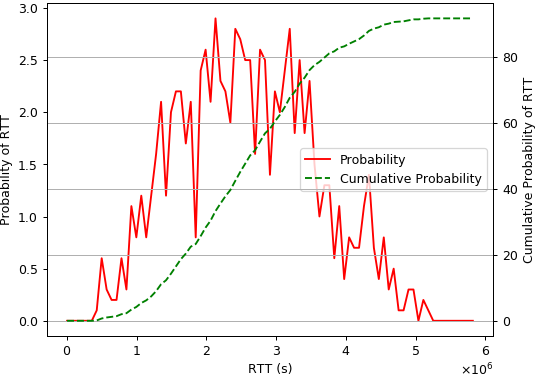 3.0
2.5
2.0
1.5
1.0
0.5
0.0
Probability of RTT
80
60
40
20
0
Cumulative Probability of RTT
Probability
Cumulative Probability
0 1 2 3 4 5 6
RTT (s)
×10⁶